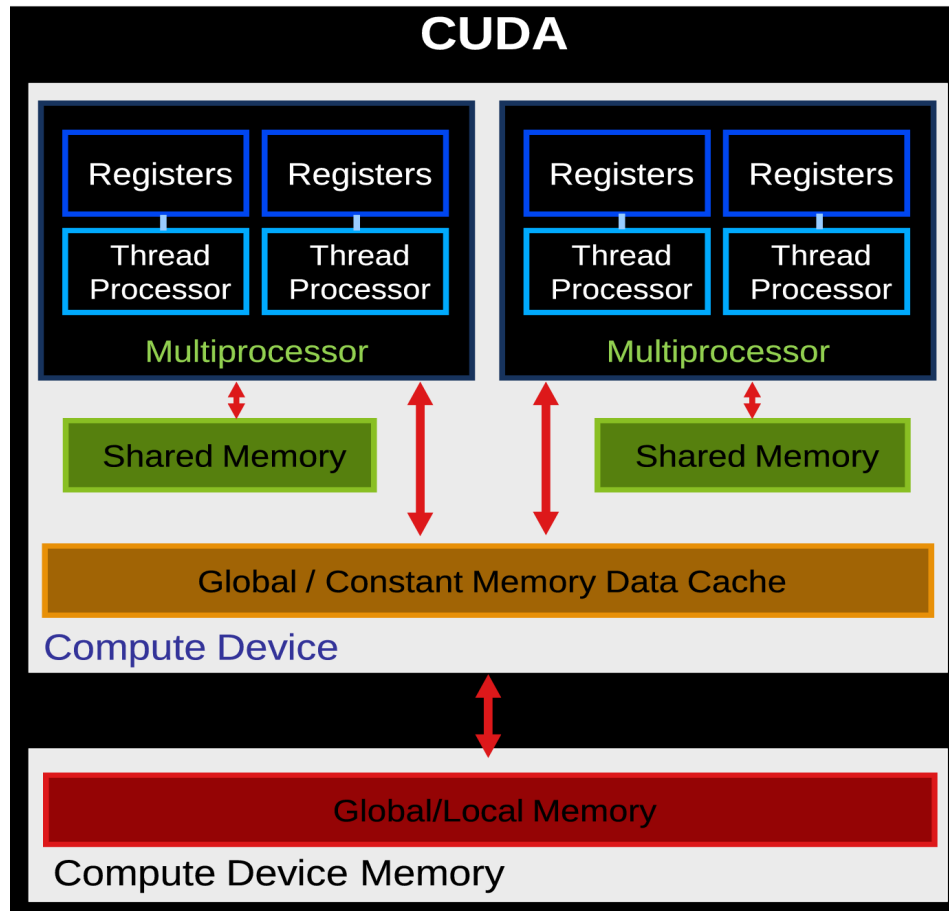 CUDA
Registers
Registers
Registers
Registers
Thread
Processor
Thread
Processor
Thread
Processor
Thread
Processor
Multiprocessor
Multiprocessor
Shared Memory
Shared Memory
Global / Constant Memory Data Cache
Compute Device
Global/Local Memory
Compute Device Memory